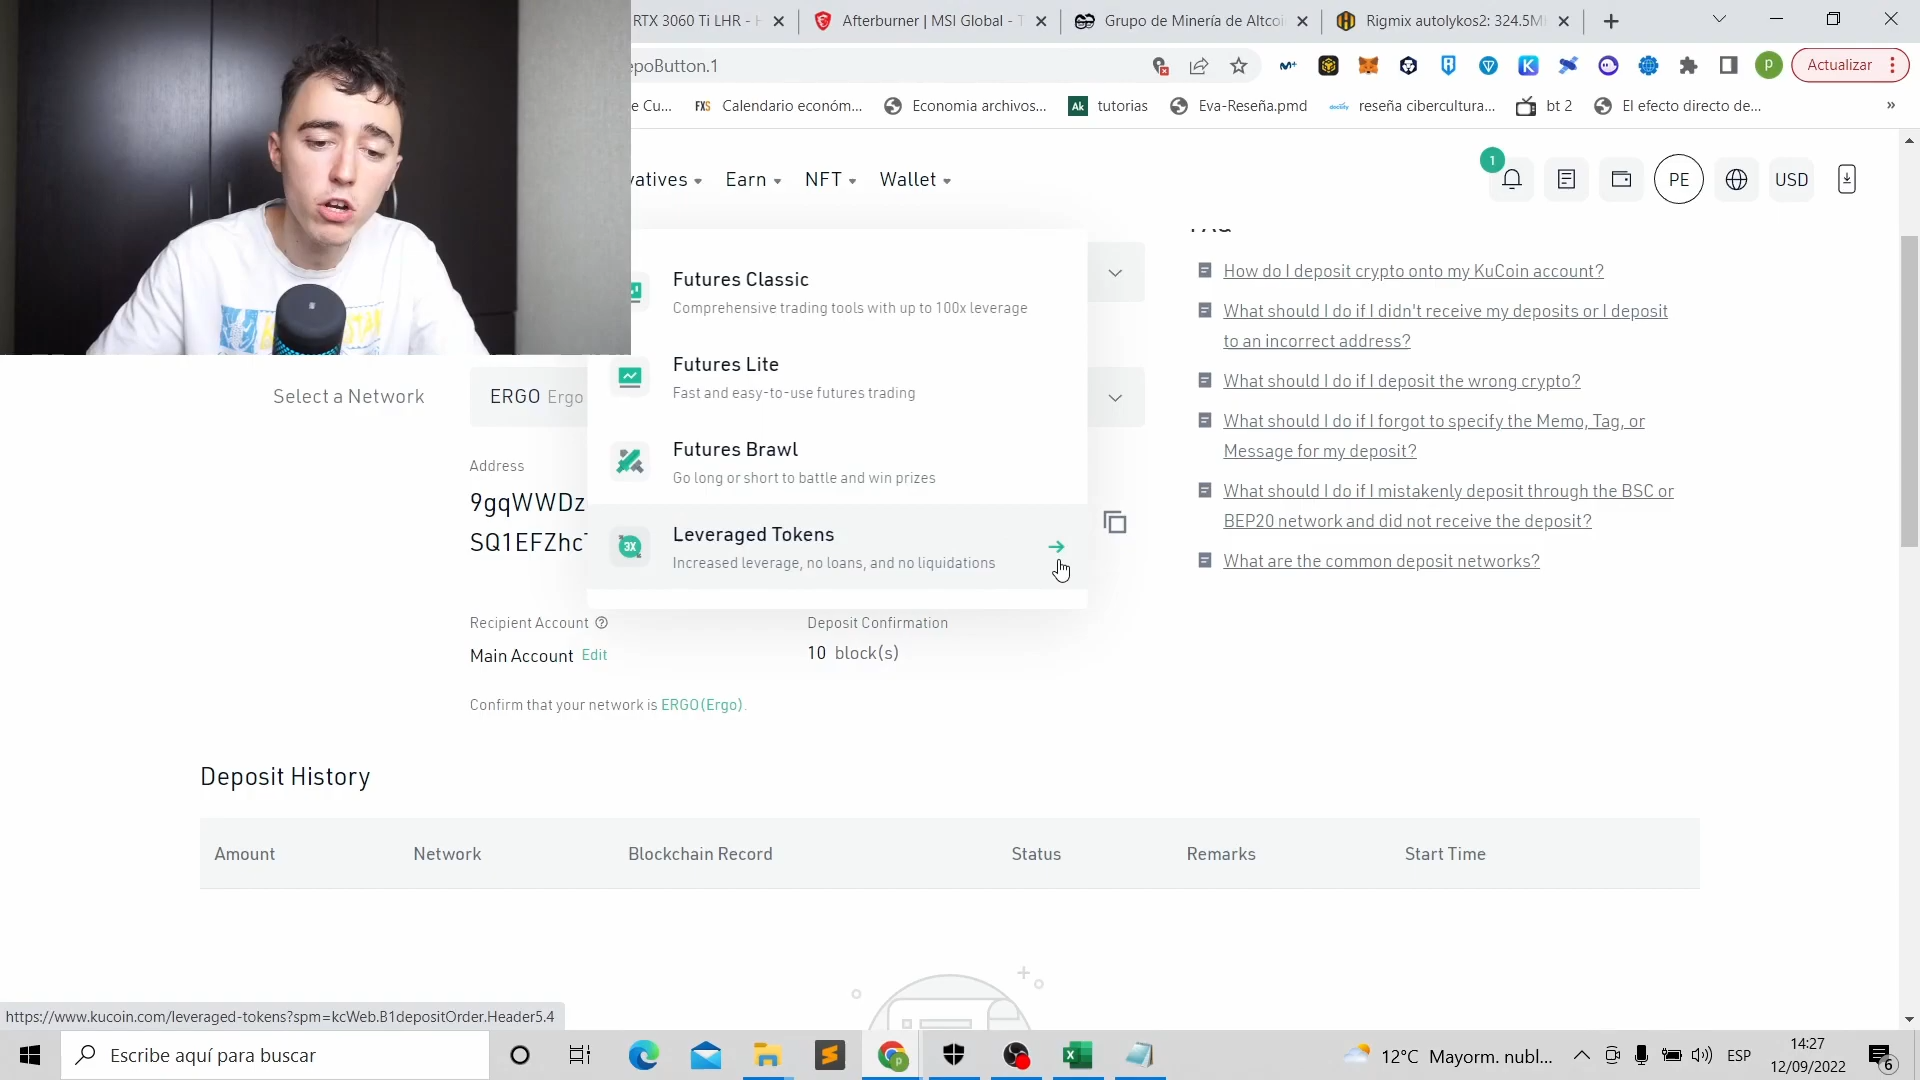 RTX 3060 Ti LHR - H
Afterburner | MSI Global - T
Grupo de Minería de Altcoi
Rigmix autolykos2: 324.5M
epoButton.1
P
Actualizar
e Cu...
FXS Calendario económ...
Economia archivos...
Ak tutorias
Eva-Reseña.pmd
reseña cibercultura...
bt 2
El efecto directo de...
»
vatives
Earn
NFT
Wallet
1
PE
USD
How do I deposit crypto onto my KuCoin account?
What should I do if I didn't receive my deposits or I deposit
to an incorrect address?
What should I do if I deposit the wrong crypto?
What should I do if I forgot to specify the Memo, Tag, or
Message for my deposit?
What should I do if I mistakenly deposit through the BSC or
BEP20 network and did not receive the deposit?
What are the common deposit networks?
Futures Classic
Comprehensive trading tools with up to 100x leverage
Futures Lite
Fast and easy-to-use futures trading
Futures Brawl
Go long or short to battle and win prizes
3X
Leveraged Tokens
Increased leverage, no loans, and no liquidations
Select a Network
ERGO Ergo
Address
9gqWWDz
SQ1EFZhc
Recipient Account
Main Account Edit
Deposit Confirmation
10 block(s)
Confirm that your network is ERGO(Ergo).
Deposit History
Amount
Network
Blockchain Record
Status
Remarks
Start Time
https://www.kucoin.com/leveraged-tokens?spm=kcWeb.B1depositOrder.Header5.4
Escribe aquí para buscar
12°C Mayorm. nubl...
ESP
14:27
12/09/2022
6